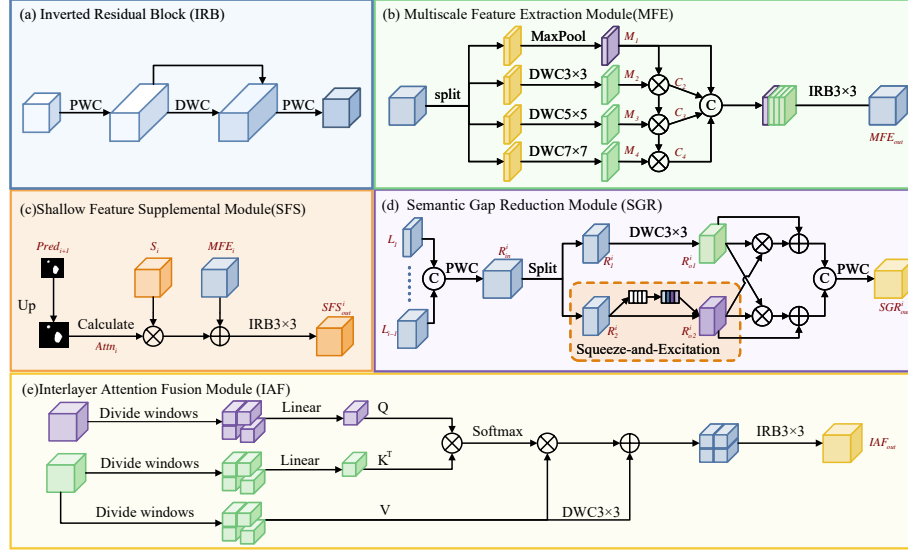 (a) Inverted Residual Block (IRB)
PWC
DWC
PWC
(b) Multiscale Feature Extraction Module(MFE)
split
MaxPool
M1
DWC3×3
M2
C2
DWC5×5
M3
C3
DWC7×7
M4
C4
C
IRB3×3
MFEout
(c)Shallow Feature Supplemental Module(SFS)
Predi+1
Si
MFEi
Up
Calculate
Attni
IRB3×3
SFSiout
(d) Semantic Gap Reduction Module (SGR)
L1
Li-1
C
PWC
Riin
Split
Ri1
DWC3×3
Rio1
Ri2
Rio2
Squeeze-and-Excitation
C
PWC
SGRiout
(e)Interlayer Attention Fusion Module (IAF)
Divide windows
Linear
Q
Divide windows
Linear
KT
Softmax
Divide windows
V
DWC3×3
IRB3×3
IAFout